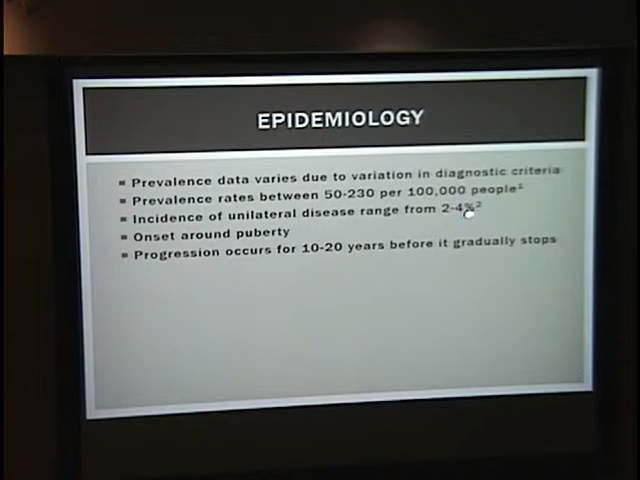 EPIDEMIOLOGY
▪ Prevalence data varies due to variation in diagnostic criteria
▪ Prevalence rates between 50-230 per 100,000 people¹
▪ Incidence of unilateral disease range from 2-4%²
▪ Onset around puberty
▪ Progression occurs for 10-20 years before it gradually stops